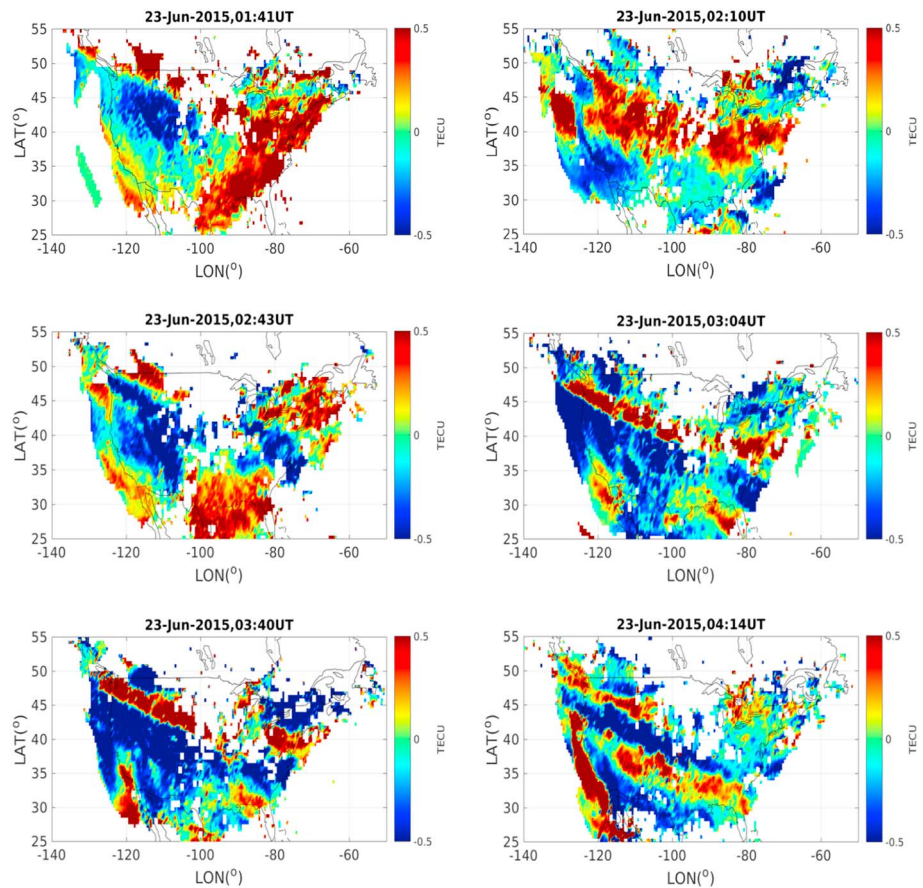 23-Jun-2015,01:41UT
55
50
45
40
35
30
25
LAT(°)
-140 -120 -100 -80 -60
LON(°)
0.5
0
-0.5
TECU
23-Jun-2015,02:10UT
55
50
45
40
35
30
25
LAT(°)
-140 -120 -100 -80 -60
LON(°)
0.5
0
-0.5
TECU
23-Jun-2015,02:43UT
55
50
45
40
35
30
25
LAT(°)
-140 -120 -100 -80 -60
LON(°)
0.5
0
-0.5
TECU
23-Jun-2015,03:04UT
55
50
45
40
35
30
25
LAT(°)
-140 -120 -100 -80 -60
LON(°)
0.5
0
-0.5
TECU
23-Jun-2015,03:40UT
55
50
45
40
35
30
25
LAT(°)
-140 -120 -100 -80 -60
LON(°)
0.5
0
-0.5
TECU
23-Jun-2015,04:14UT
55
50
45
40
35
30
25
LAT(°)
-140 -120 -100 -80 -60
LON(°)
0.5
0
-0.5
TECU